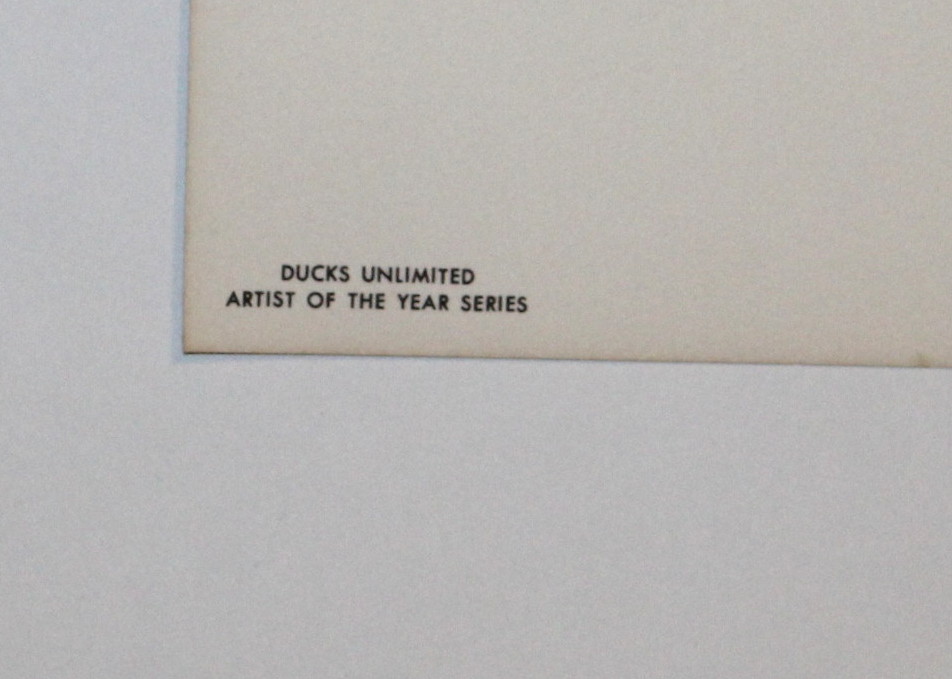 DUCKS UNLIMITED
ARTIST OF THE YEAR SERIES